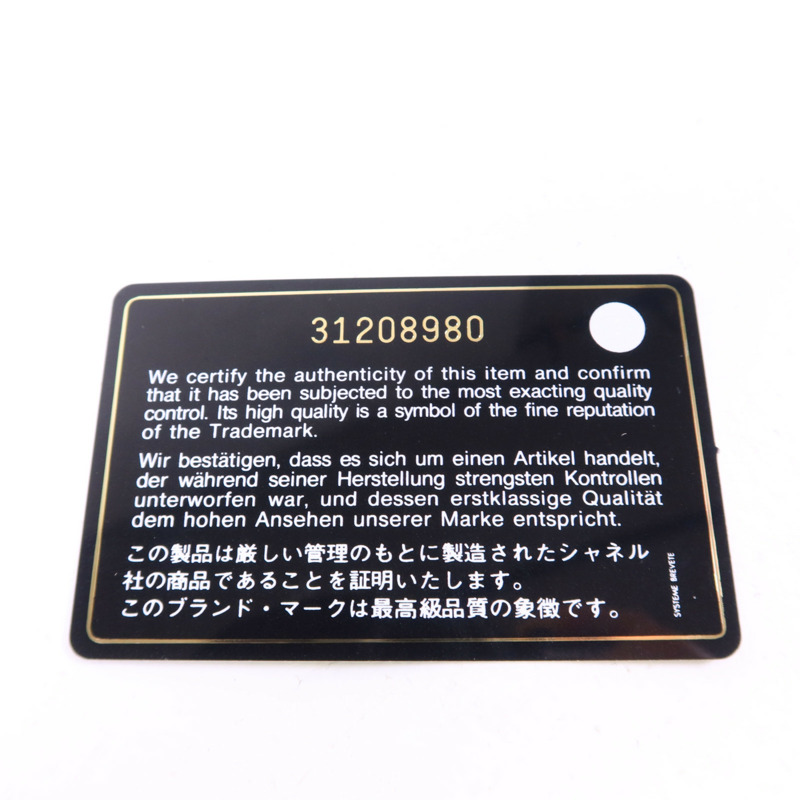 31208980
We certify the authenticity of this item and confirm
that it has been subjected to the most exacting quality
control. Its high quality is a symbol of the fine reputation
of the Trademark.
Wir bestätigen, dass es sich um einen Artikel handelt,
der während seiner Herstellung strengsten Kontrollen
unterworfen war, und dessen erstklassige Qualität
dem hohen Ansehen unserer Marke entspricht.
この製品は厳しい管理のもとに製造されたシャネル
社の商品であることを証明いたします。
このブランド・マークは最高級品質の象徴です。
SYSTEME BREVETE